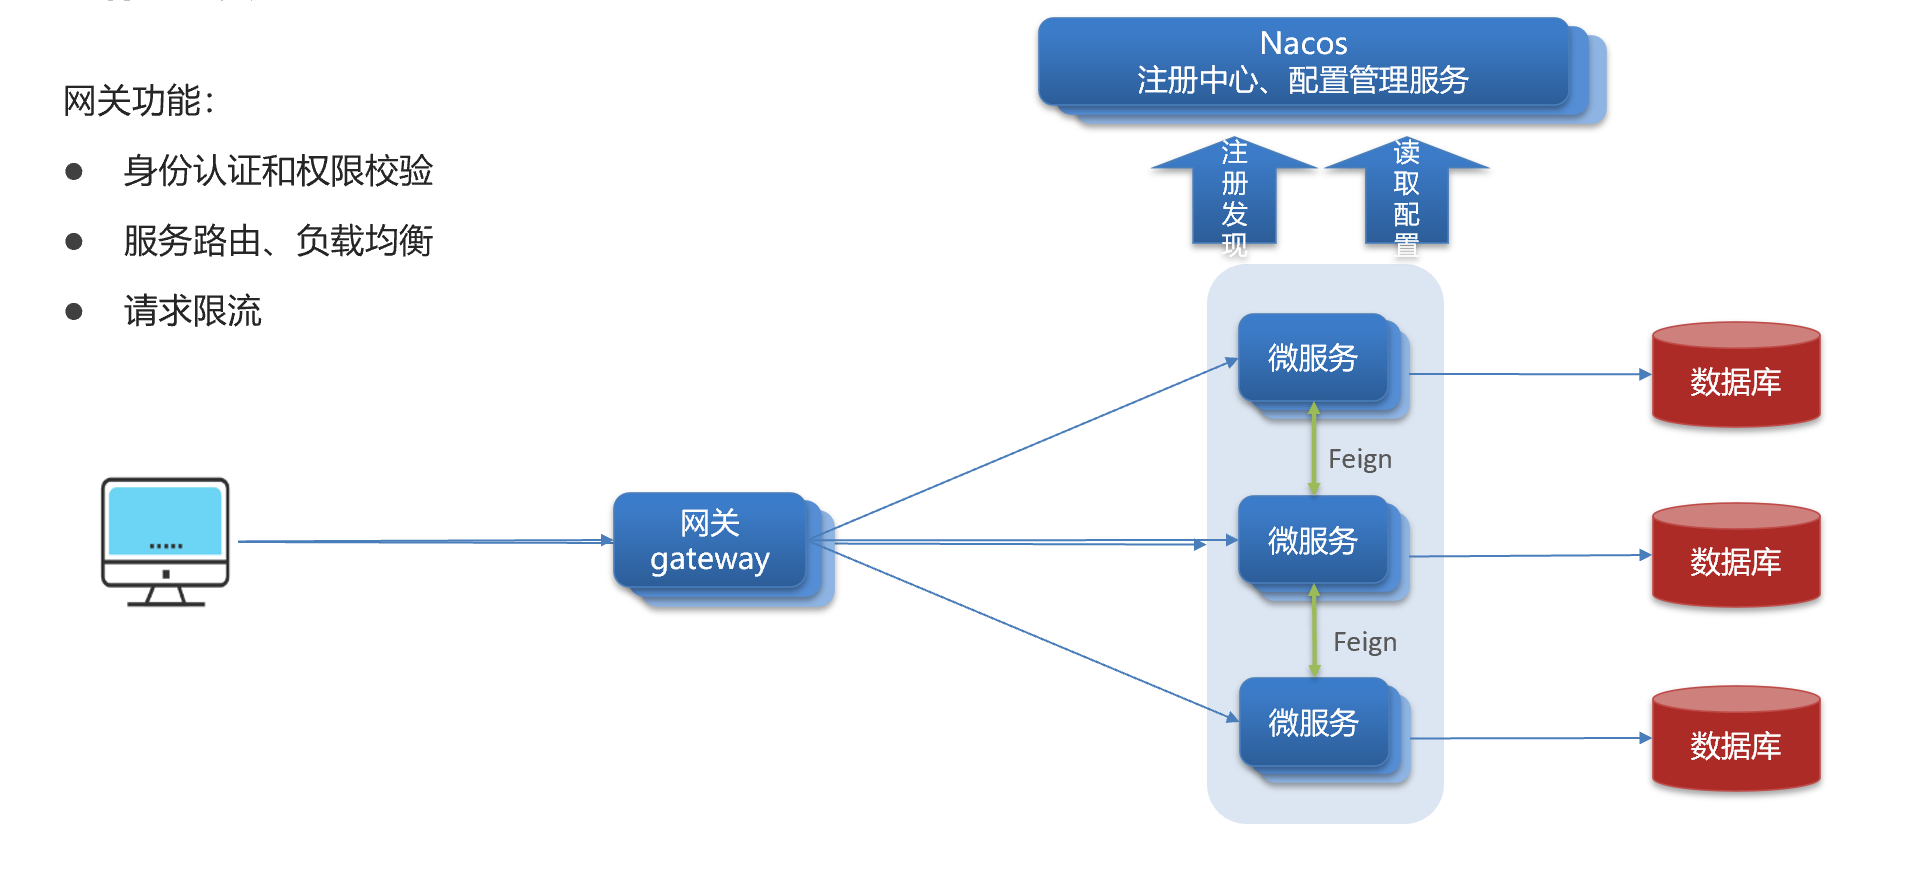 网关功能：
● 身份认证和权限校验
● 服务路由、负载均衡
● 请求限流
Nacos
注册中心、配置管理服务
注册发现
读取配置
微服务
数据库
Feign
网关
gateway
微服务
数据库
Feign
微服务
数据库